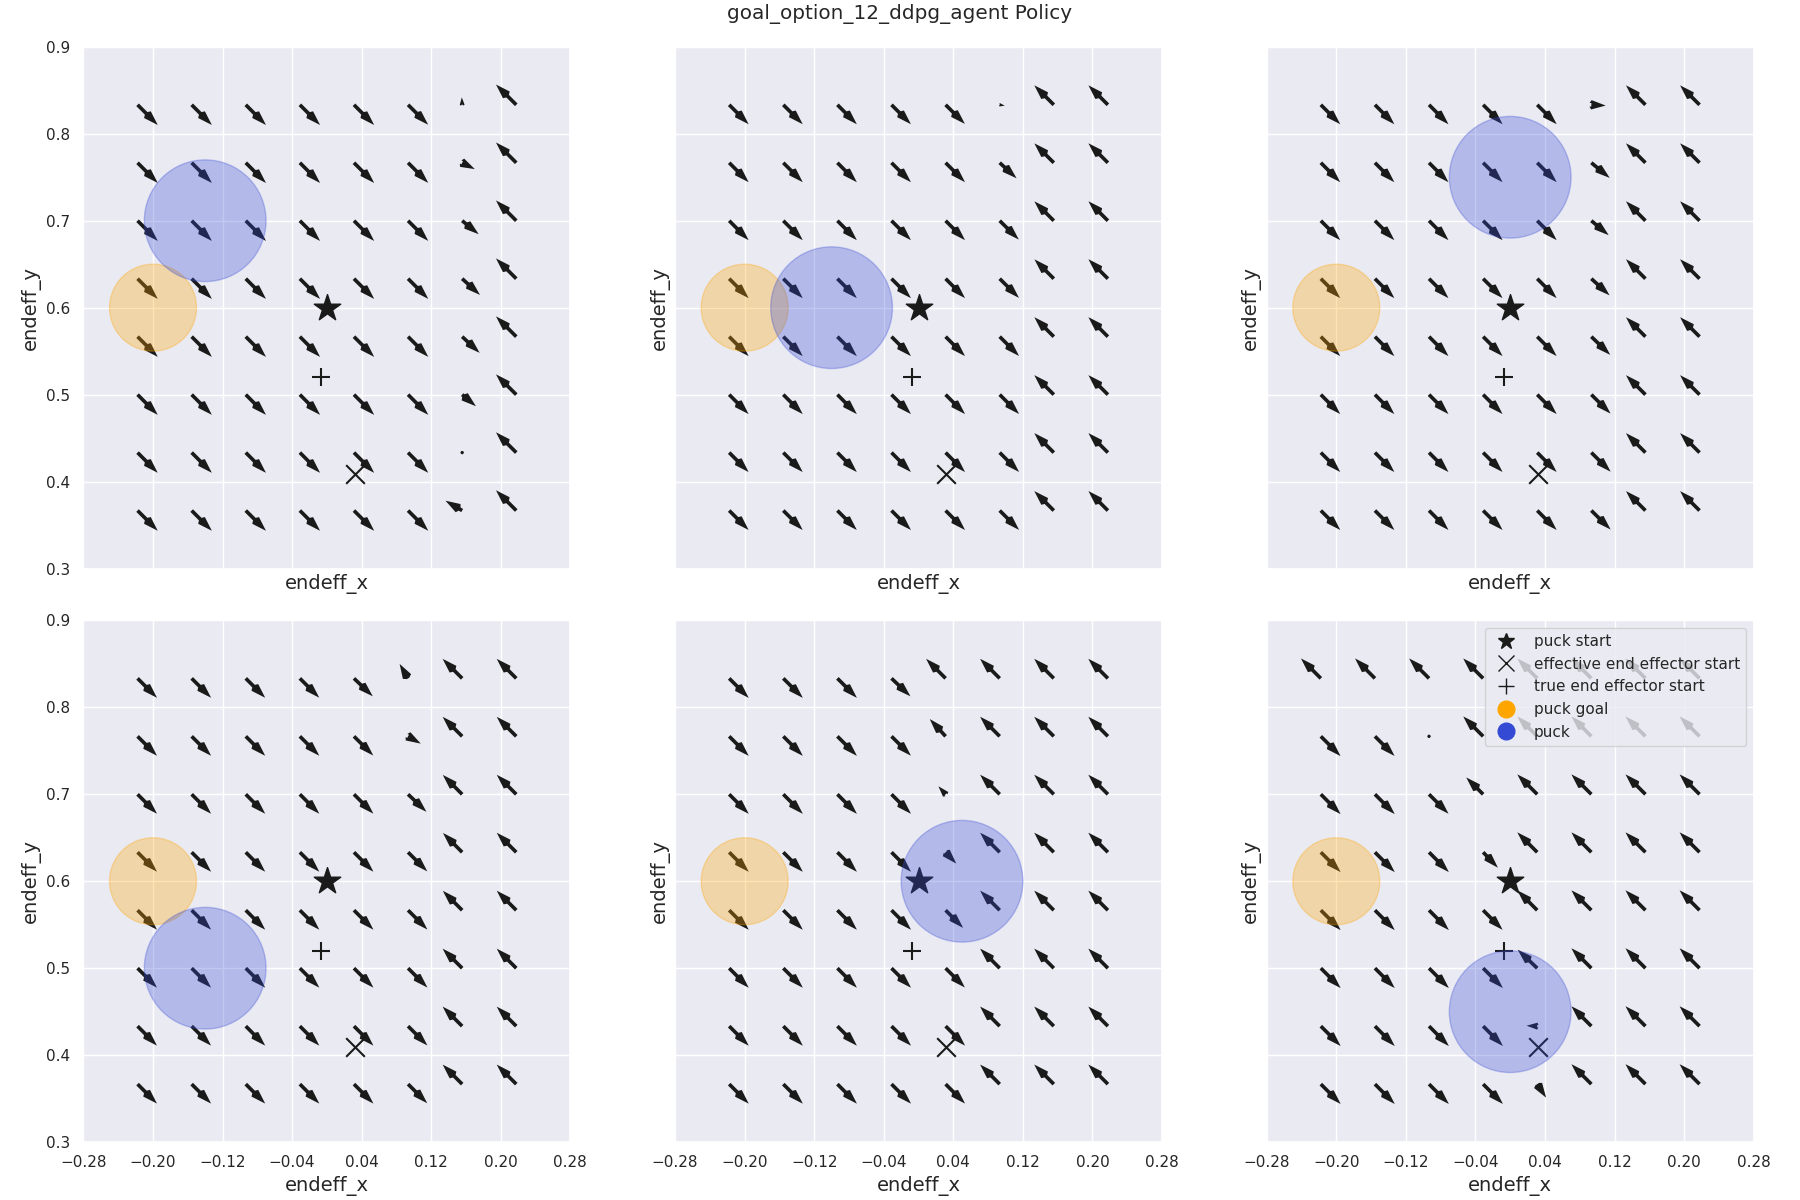 goal_option_12_ddpg_agent Policy
0.9
0.8
0.7
0.6
0.5
0.4
0.3
endeff_y
endeff_x
endeff_y
endeff_x
endeff_y
endeff_x
0.9
0.8
0.7
0.6
0.5
0.4
0.3
endeff_y
−0.28 −0.20 −0.12 −0.04 0.04 0.12 0.20 0.28
endeff_x
endeff_y
−0.28 −0.20 −0.12 −0.04 0.04 0.12 0.20 0.28
endeff_x
endeff_y
puck start
effective end effector start
true end effector start
puck goal
puck
−0.28 −0.20 −0.12 −0.04 0.04 0.12 0.20 0.28
endeff_x